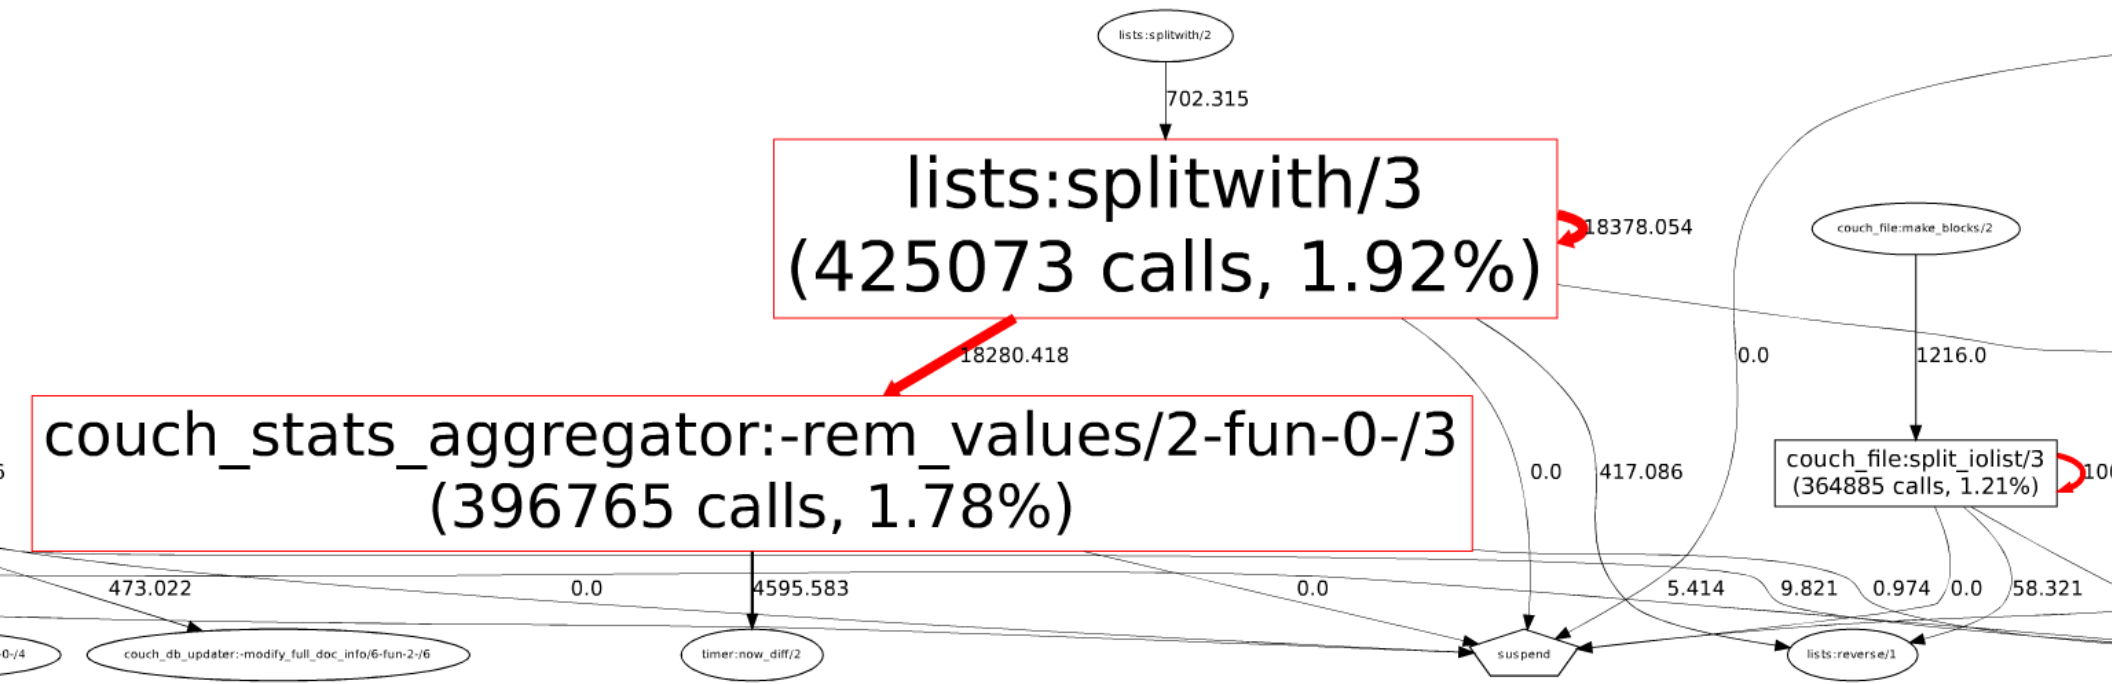 lists:splitwith/2
702.315
lists:splitwith/3
(425073 calls, 1.92%)
18378.054
couch_file:make_blocks/2
18280.418
0.0
1216.0
couch_stats_aggregator:-rem_values/2-fun-0-/3
(396765 calls, 1.78%)
0.0
417.086
couch_file:split_iolist/3
(364885 calls, 1.21%)
473.022
0.0
4595.583
0.0
5.414
9.821
0.974
0.0
58.321
-0-/4
couch_db_updater:-modify_full_doc_info/6-fun-2-/6
timer:now_diff/2
suspend
lists:reverse/1